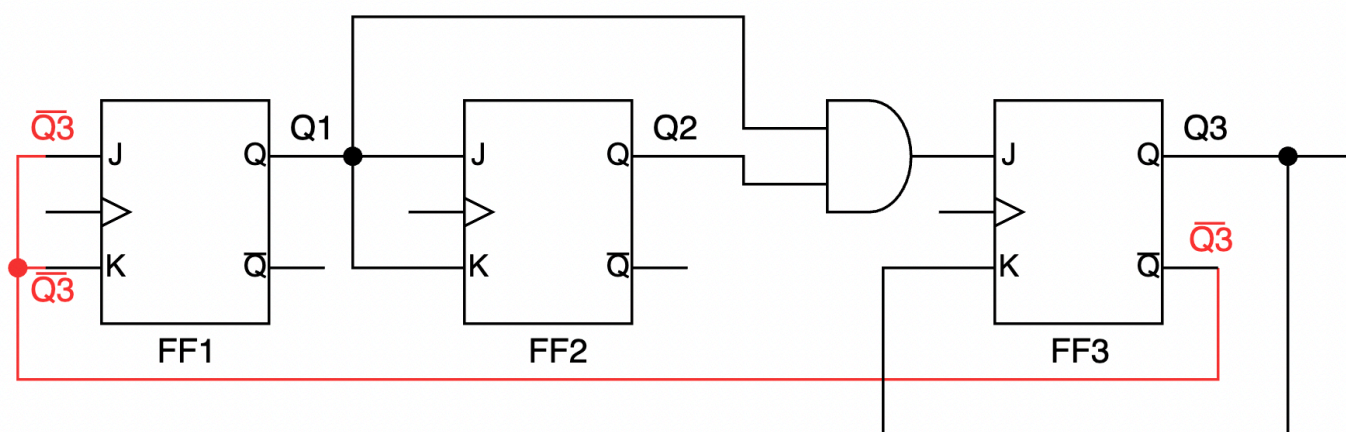 Q1 Q2 Q3
Q̅3̅
J Q J Q J Q
Q̅3̅
K Q̅ K Q̅ K Q̅
Q̅3̅
FF1 FF2 FF3